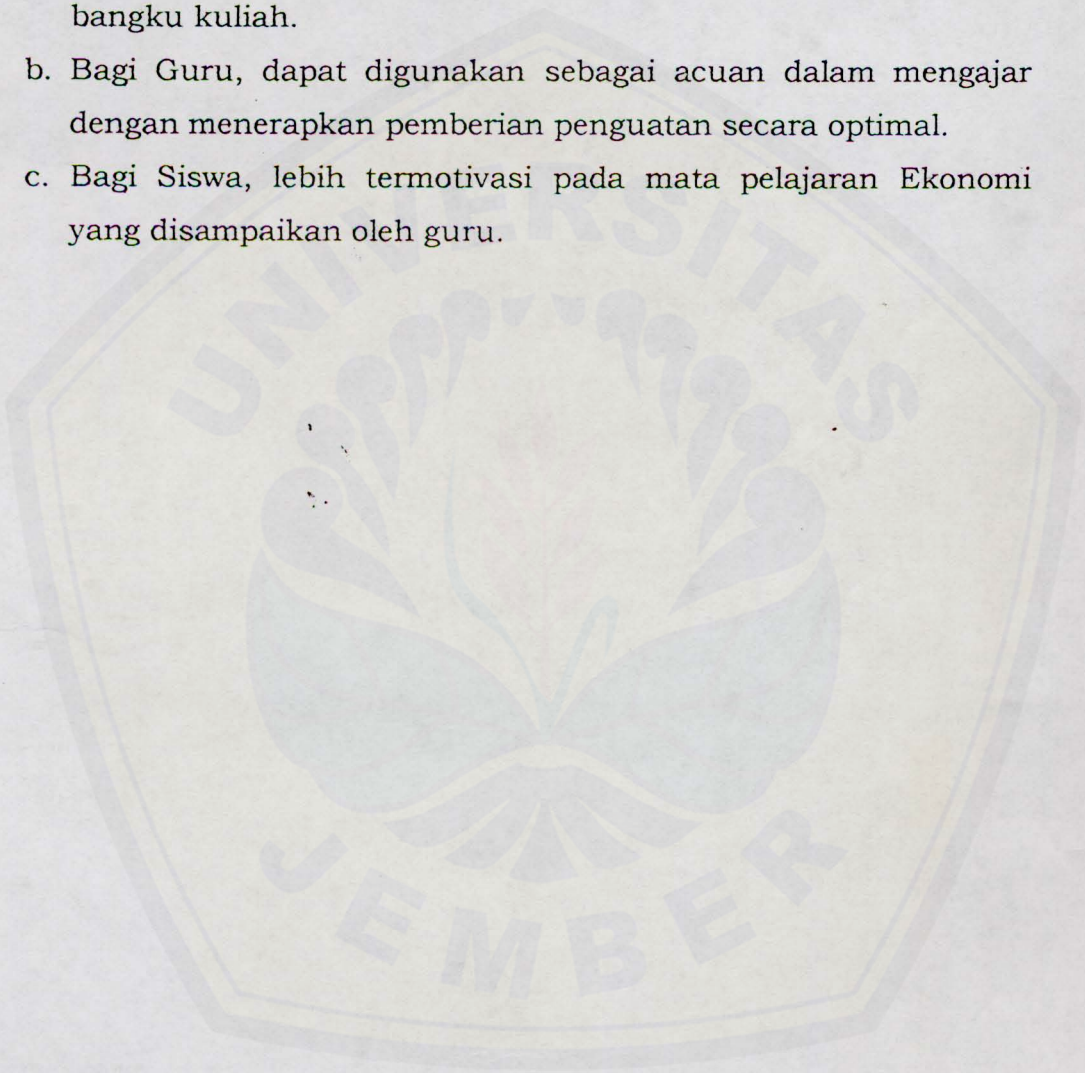 bangku kuliah.
b. Bagi Guru, dapat digunakan sebagai acuan dalam mengajar
dengan menerapkan pemberian penguatan secara optimal.
c. Bagi Siswa, lebih termotivasi pada mata pelajaran Ekonomi
yang disampaikan oleh guru.
UNIVERSITAS
JEMBER